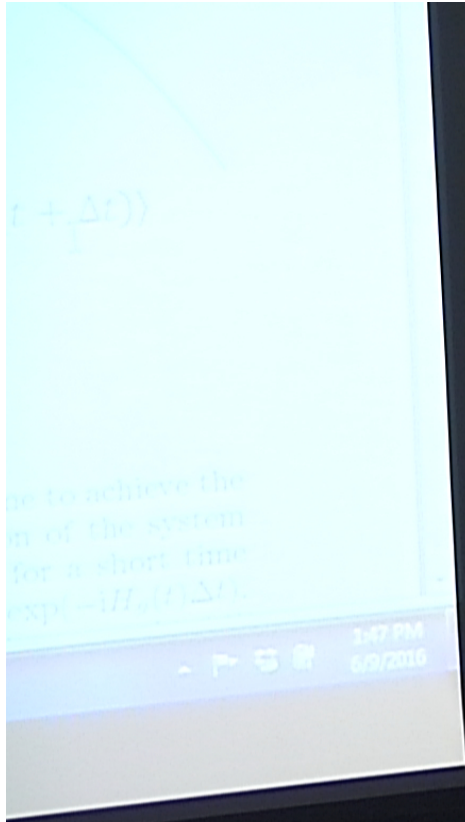 t + Δt)⟩
ne to achieve the
on of the system
for a short time
exp(−iH (t)Δt).
1:47 PM
6/9/2016